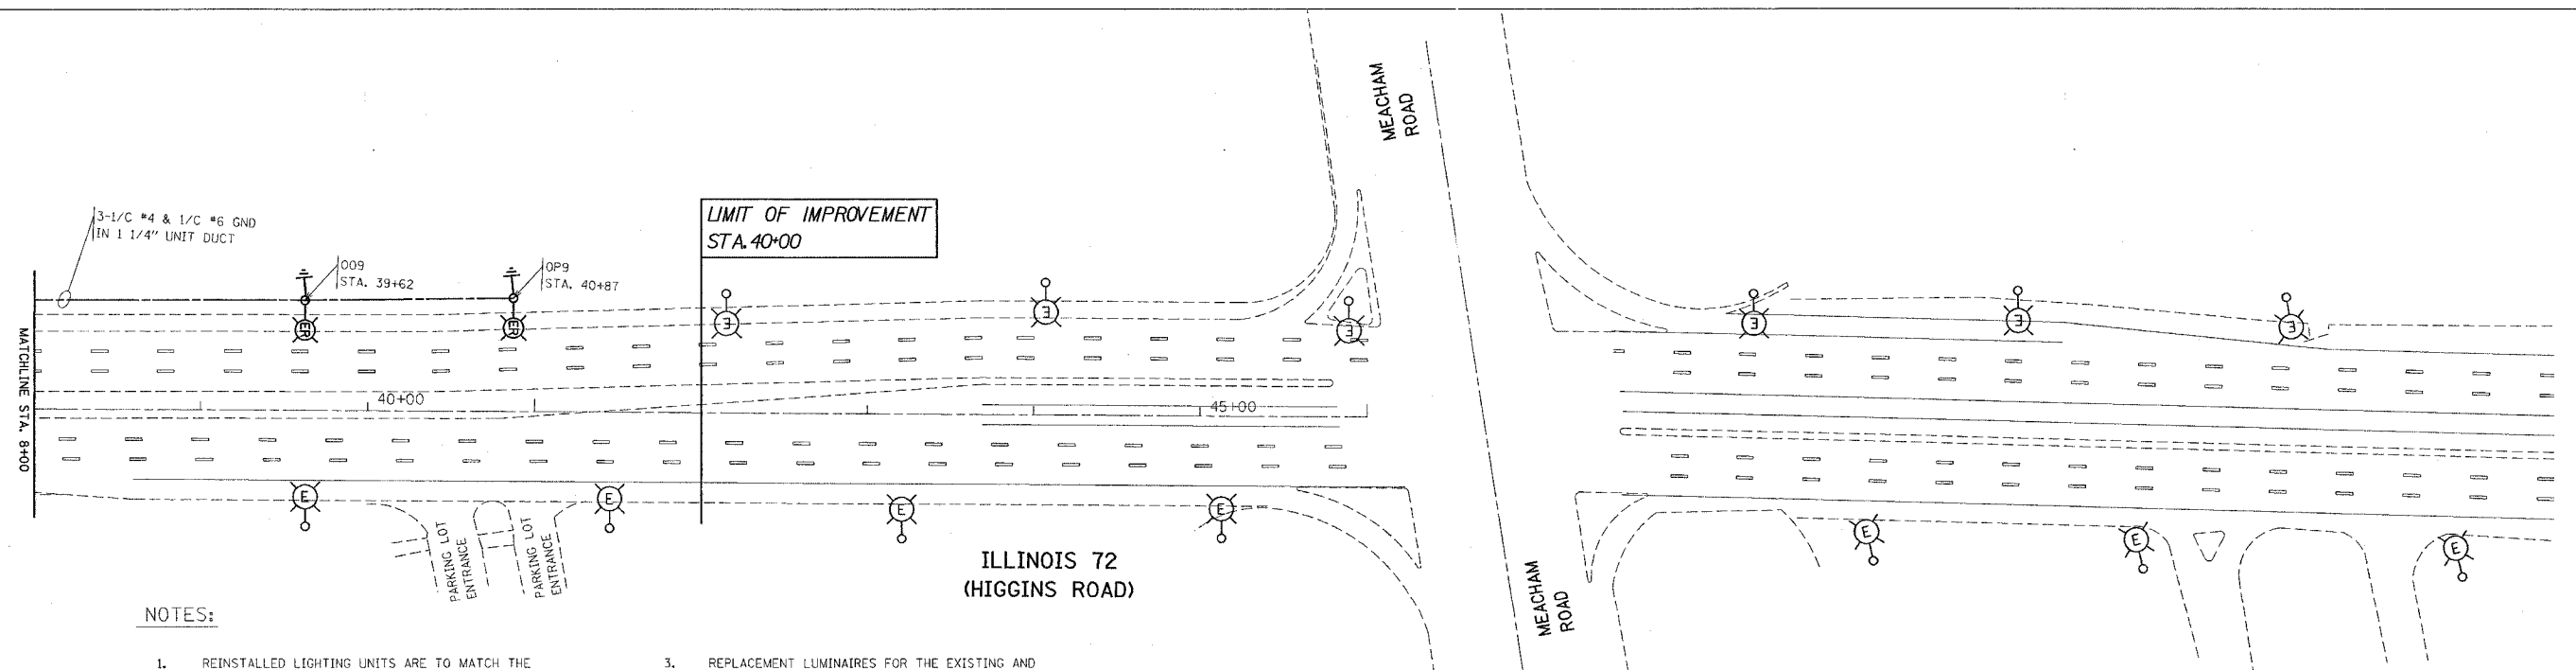 MEACHAM
ROAD
3-1/C #4 & 1/C #6 GND
IN 1 1/4" UNIT DUCT
LIMIT OF IMPROVEMENT
STA. 40+00
OO9
STA. 39+62
OP9
STA. 40+87
ER
ER
E
E
E
E
E
E
MATCHLINE STA. 8+00
40+00
45+00
E
E
E
E
E
E
E
PARKING LOT
ENTRANCE
PARKING LOT
ENTRANCE
ILLINOIS 72
(HIGGINS ROAD)
MEACHAM
ROAD
NOTES:
1. REINSTALLED LIGHTING UNITS ARE TO MATCH THE
3. REPLACEMENT LUMINAIRES FOR THE EXISTING AND